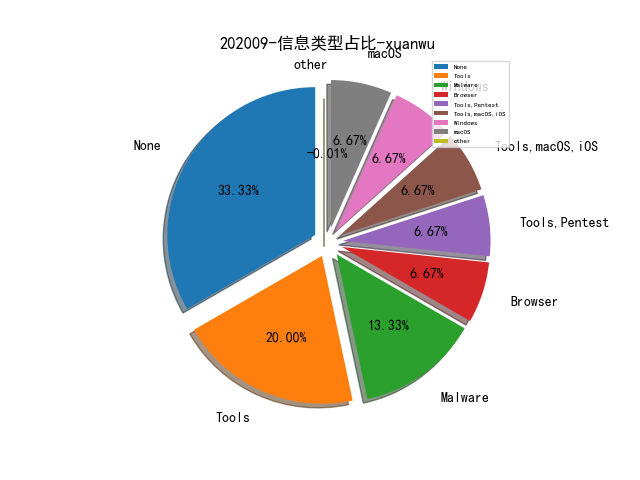 202009-信息类型占比-xuanwu
macOS
other
None
Tools
Malware
Browser
Tools,Pentest
Tools,macOS,iOS
Windows
macOS
other
Windows
6.67%
-0.01%
6.67%
None
Tools,macOS,iOS
33.33%
6.67%
Tools,Pentest
6.67%
6.67%
Browser
13.33%
20.00%
Malware
Tools